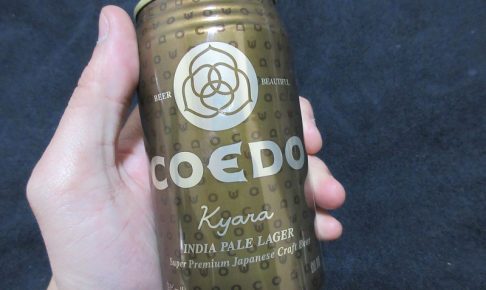 BEER BEAUTIFUL
COEDO
Kyara
INDIA PALE LAGER
Super Premium Japanese Craft Beer